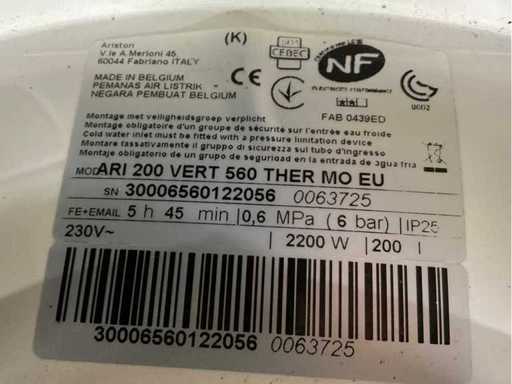 Ariston
V.le A.Merloni 45
60044 Fabriano ITALY
(K)
CEBEC
NF
MADE IN BELGIUM
PEMANAS AIR LISTRIK
NEGARA PEMBUAT BELGIUM
CE
FAB 0439ED
Montage met veiligheidsgroep verplicht
Montage obligatoire d'un groupe de sécurité sur l'entrée eau froide
Cold water inlet must be fitted with a pressure limitation device
Montare tassativamente il gruppo di sicurezza sul tubo d'ingresso
Montaje obligatorio de un grupo de seguridad en la entrada de agua fria
MOD ARI 200 VERT 560 THER MO EU
SN 30006560122056 0063725
FE+EMAIL 5 h 45 min 0,6 MPa (6 bar) IP25
230V~ 2200 W 200 l
30006560122056 0063725